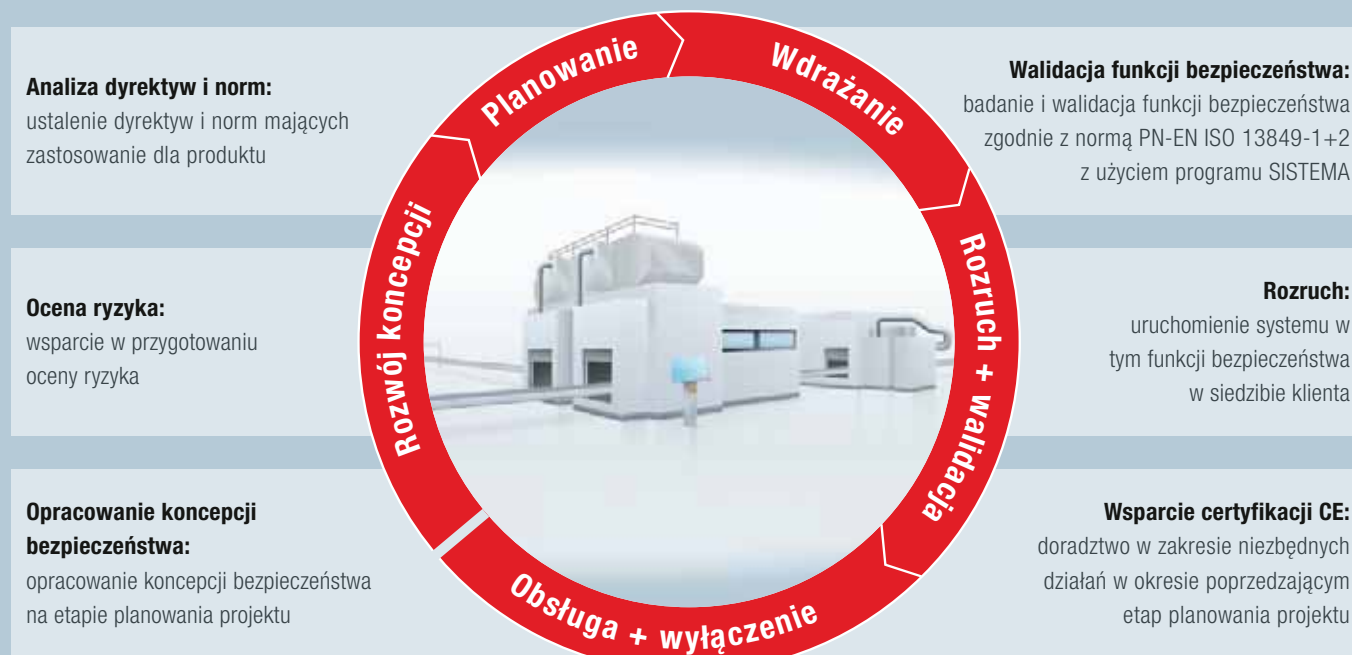 Analiza dyrektyw i norm:
ustalenie dyrektyw i norm mających
zastosowanie dla produktu
Ocena ryzyka:
wsparcie w przygotowaniu
oceny ryzyka
Opracowanie koncepcji
bezpieczeństwa:
opracowanie koncepcji bezpieczeństwa
na etapie planowania projektu
Rozwój koncepcji
Planowanie
Wdrażanie
Rozruch + walidacja
Obsługa + wyłączenie
Walidacja funkcji bezpieczeństwa:
badanie i walidacja funkcji bezpieczeństwa
zgodnie z normą PN-EN ISO 13849-1+2
z użyciem programu SISTEMA
Rozruch:
uruchomienie systemu w
tym funkcji bezpieczeństwa
w siedzibie klienta
Wsparcie certyfikacji CE:
doradztwo w zakresie niezbędnych
działań w okresie poprzedzającym
etap planowania projektu